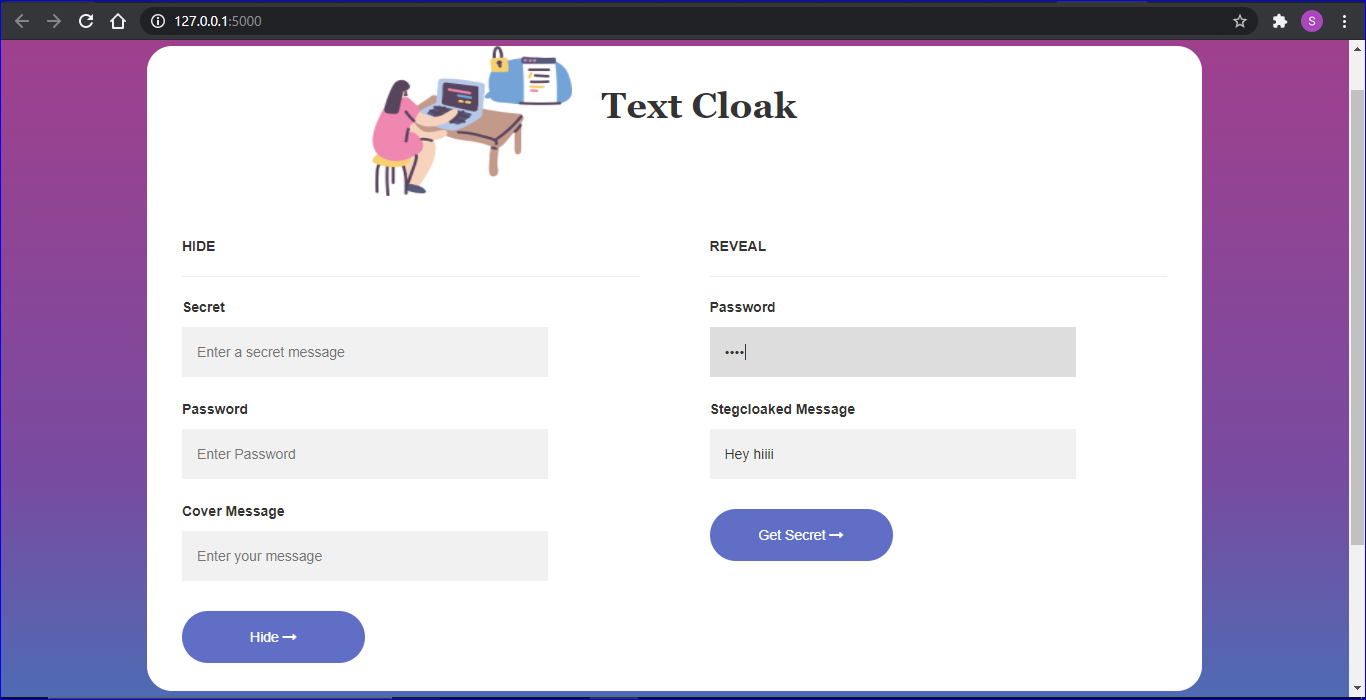 127.0.0.1:5000
S
Text Cloak
HIDE
Secret
Enter a secret message
Password
Enter Password
Cover Message
Enter your message
Hide →
REVEAL
Password
••••
Stegcloaked Message
Hey hiiii
Get Secret →